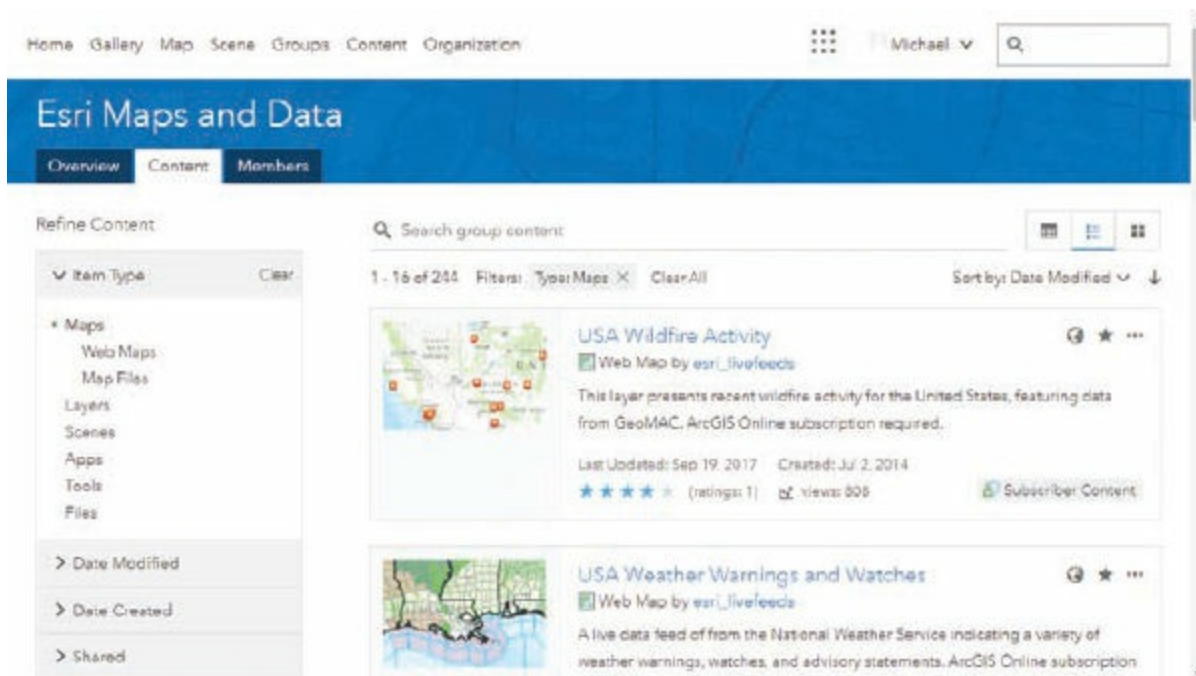 Home Gallery Map Scene Groups Content Organization
Michael
Esri Maps and Data
Overview Content Members
Refine Content
Search group content
Item Type Clear
1 - 16 of 244 Filters: Type: Maps × Clear All
Sort by: Date Modified
Maps
Web Maps
Map Files
Layers
Scenes
Apps
Tools
Files
Date Modified
Date Created
Shared
USA Wildfire Activity
Web Map by esri_livefeeds
This layer presents recent wildfire activity for the United States, featuring data
from GeoMAC. ArcGIS Online subscription required.
Last Updated: Sep 19, 2017 Created: Jul 2, 2014
(ratings: 1) views: 808
Subscriber Content
USA Weather Warnings and Watches
Web Map by esri_livefeeds
A live data feed of from the National Weather Service indicating a variety of
weather warnings, watches, and advisory statements. ArcGIS Online subscription